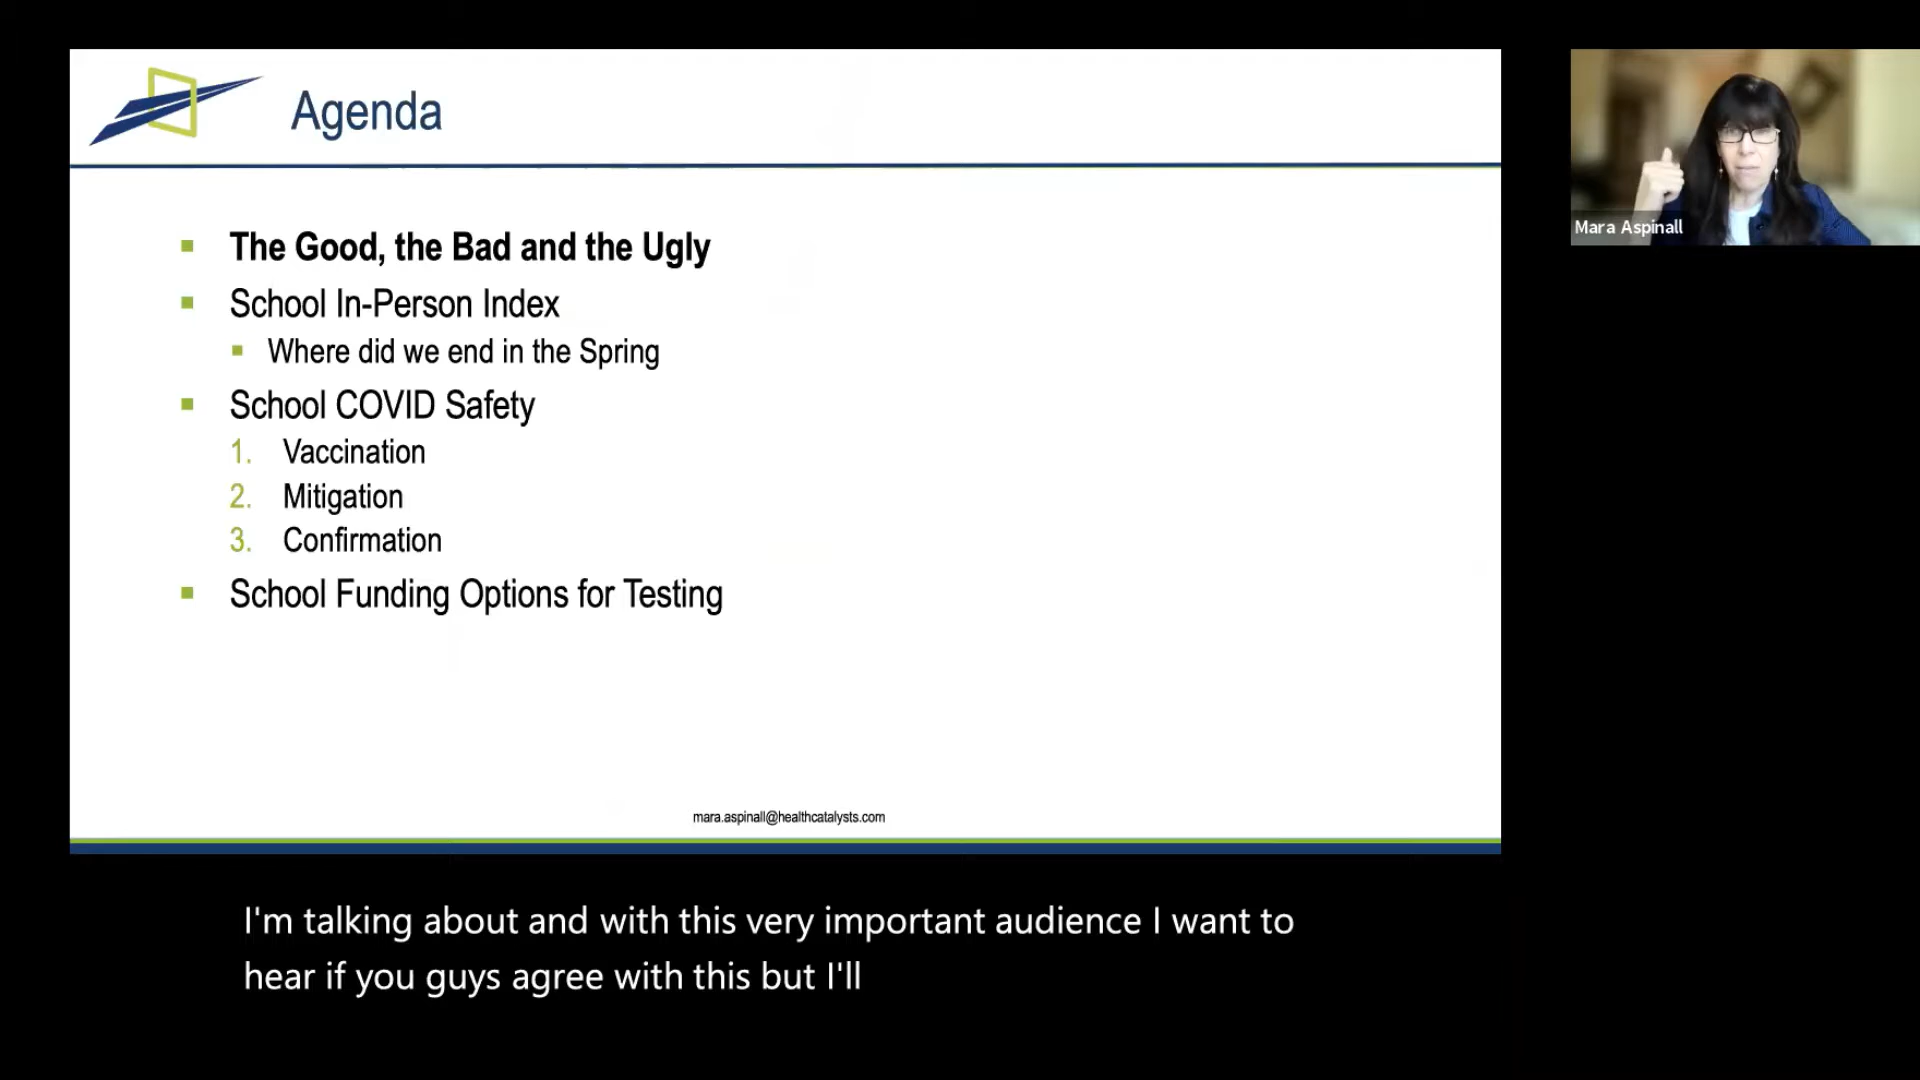 Agenda
The Good, the Bad and the Ugly
School In-Person Index
Where did we end in the Spring
School COVID Safety
1. Vaccination
2. Mitigation
3. Confirmation
School Funding Options for Testing
mara.aspinall@healthcatalysts.com
Mara Aspinall
I'm talking about and with this very important audience I want to
hear if you guys agree with this but I'll